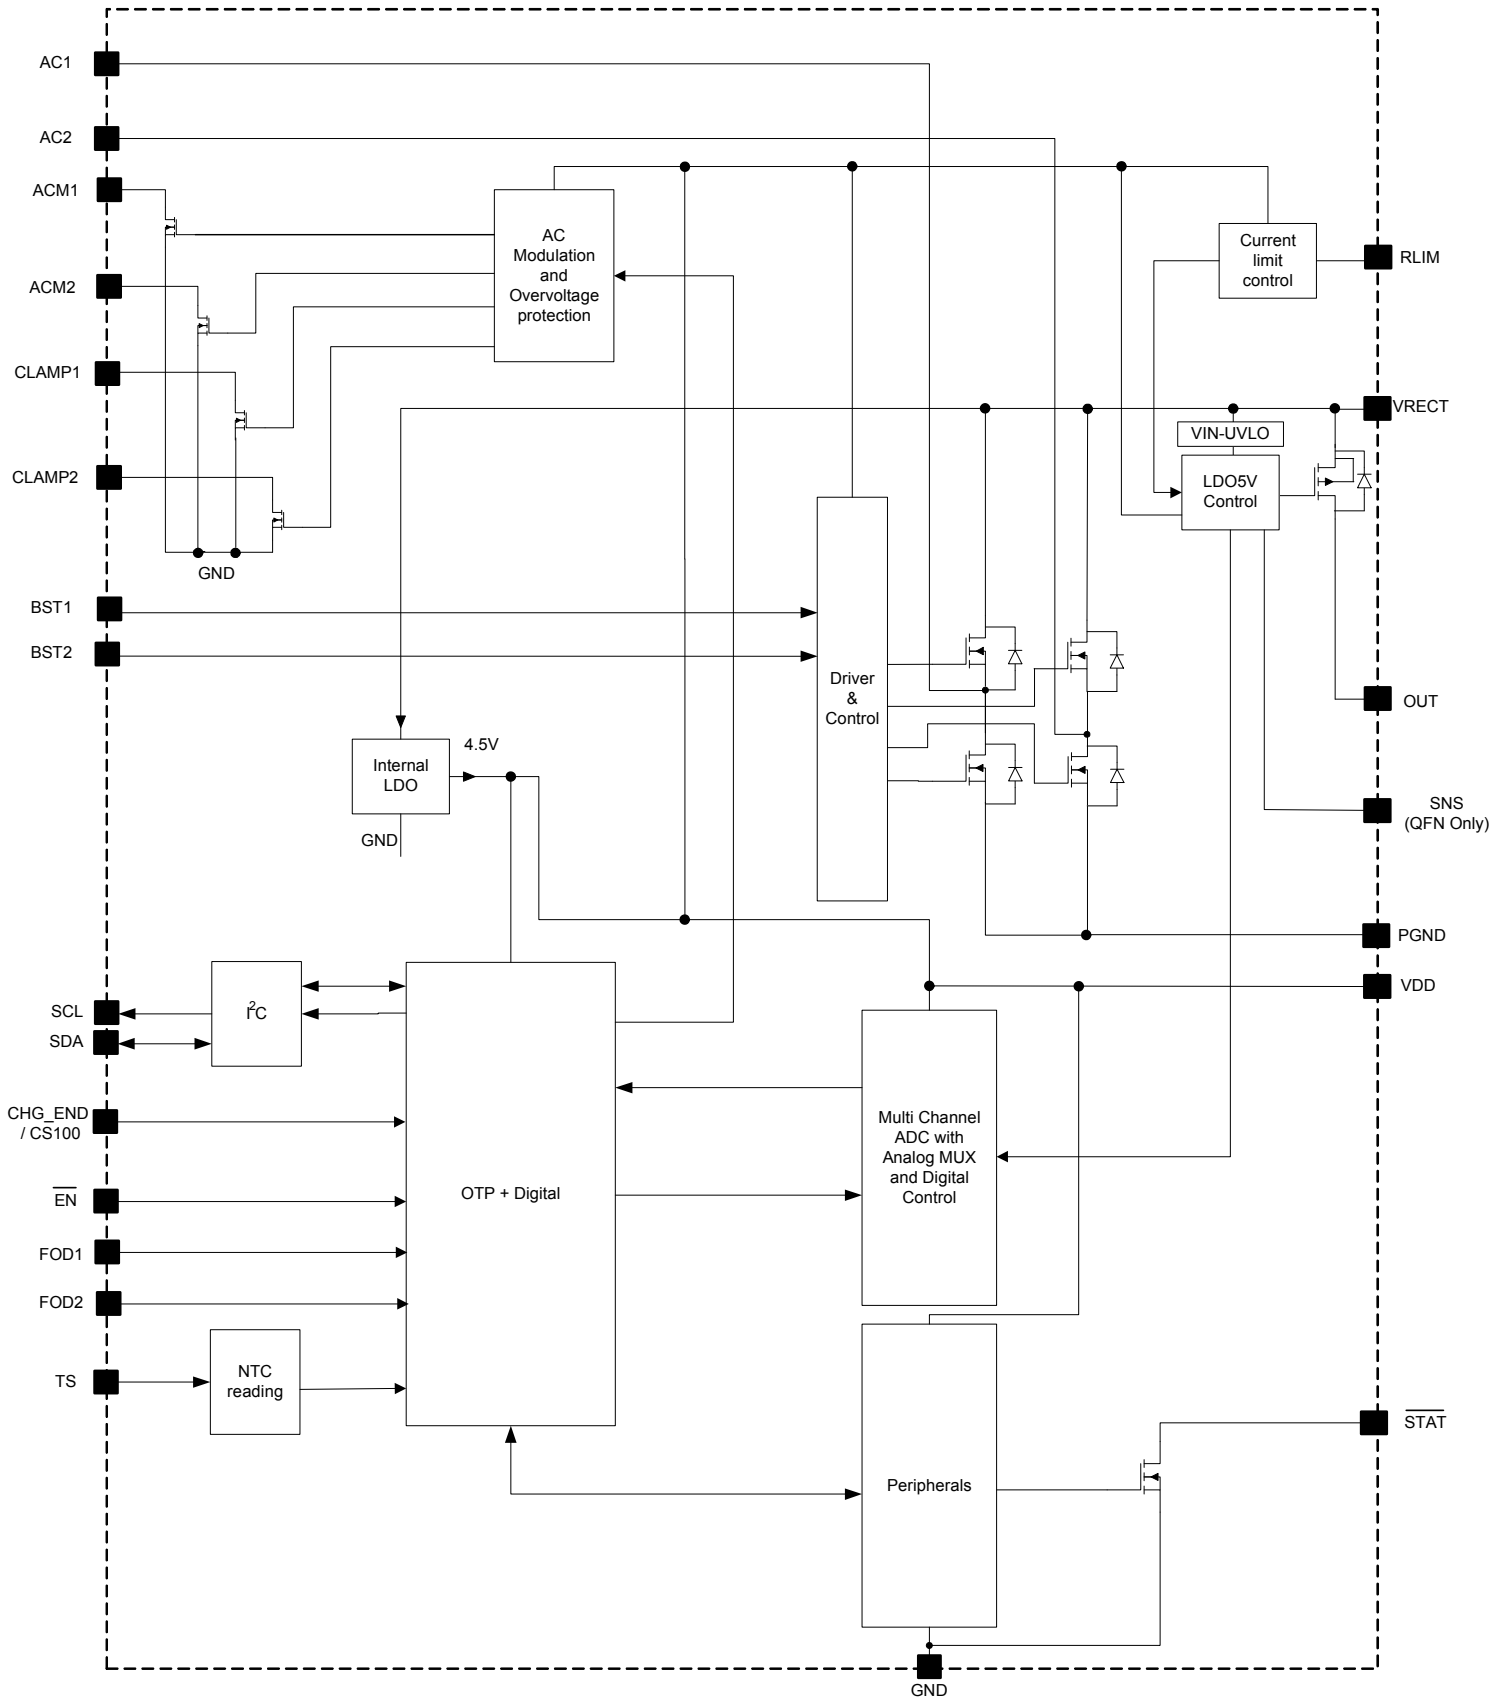 AC1
AC2
ACM1
ACM2
CLAMP1
CLAMP2
GND
BST1
BST2
AC
Modulation
and
Overvoltage
protection
Current
limit
control
RLIM
VRECT
VIN-UVLO
LDO5V
Control
Driver
&
Control
OUT
SNS
(QFN Only)
Internal
LDO
4.5V
GND
PGND
VDD
SCL
SDA
I²C
CHG_END
/ CS100
EN
FOD1
FOD2
TS
NTC
reading
OTP + Digital
Multi Channel
ADC with
Analog MUX
and Digital
Control
Peripherals
STAT
GND